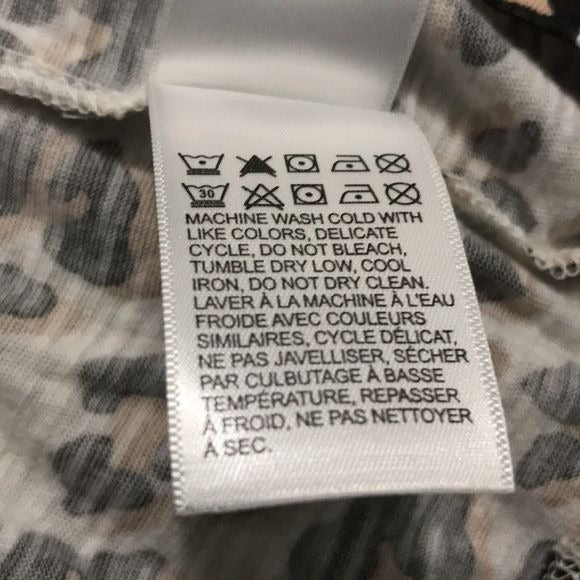 30
MACHINE WASH COLD WITH
LIKE COLORS, DELICATE
CYCLE, DO NOT BLEACH,
TUMBLE DRY LOW, COOL
IRON, DO NOT DRY CLEAN.
LAVER À LA MACHINE À L'EAU
FROIDE AVEC COULEURS
SIMILAIRES, CYCLE DÉLICAT,
NE PAS JAVELLISER, SÉCHER
PAR CULBUTAGE À BASSE
TEMPÉRATURE, REPASSER
À FROID, NE PAS NETTOYER
À SEC.